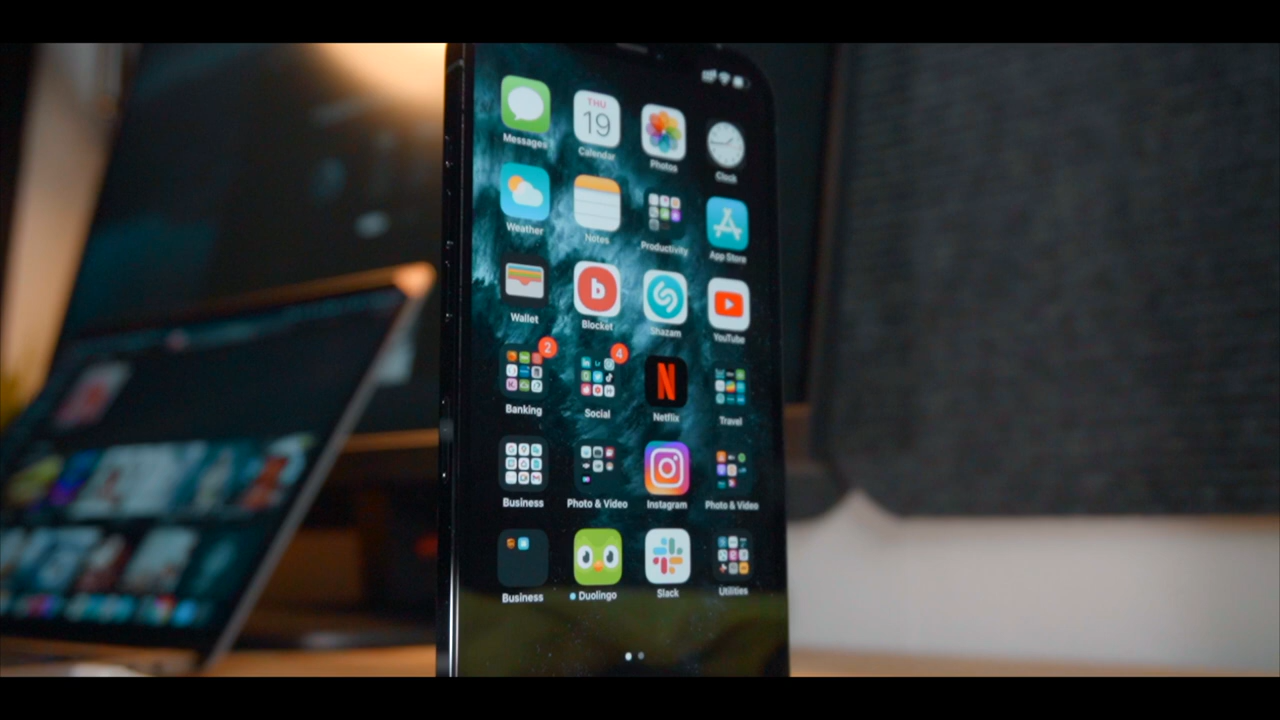 THU
19
Messages
Calendar
Photos
Clock
Weather
Notes
Productivity
App Store
Wallet
Blocket
Shazam
YouTube
2
4
Banking
Social
Netflix
Travel
Business
Photo & Video
Instagram
Photo & Video
Business
Duolingo
Slack
Utilities